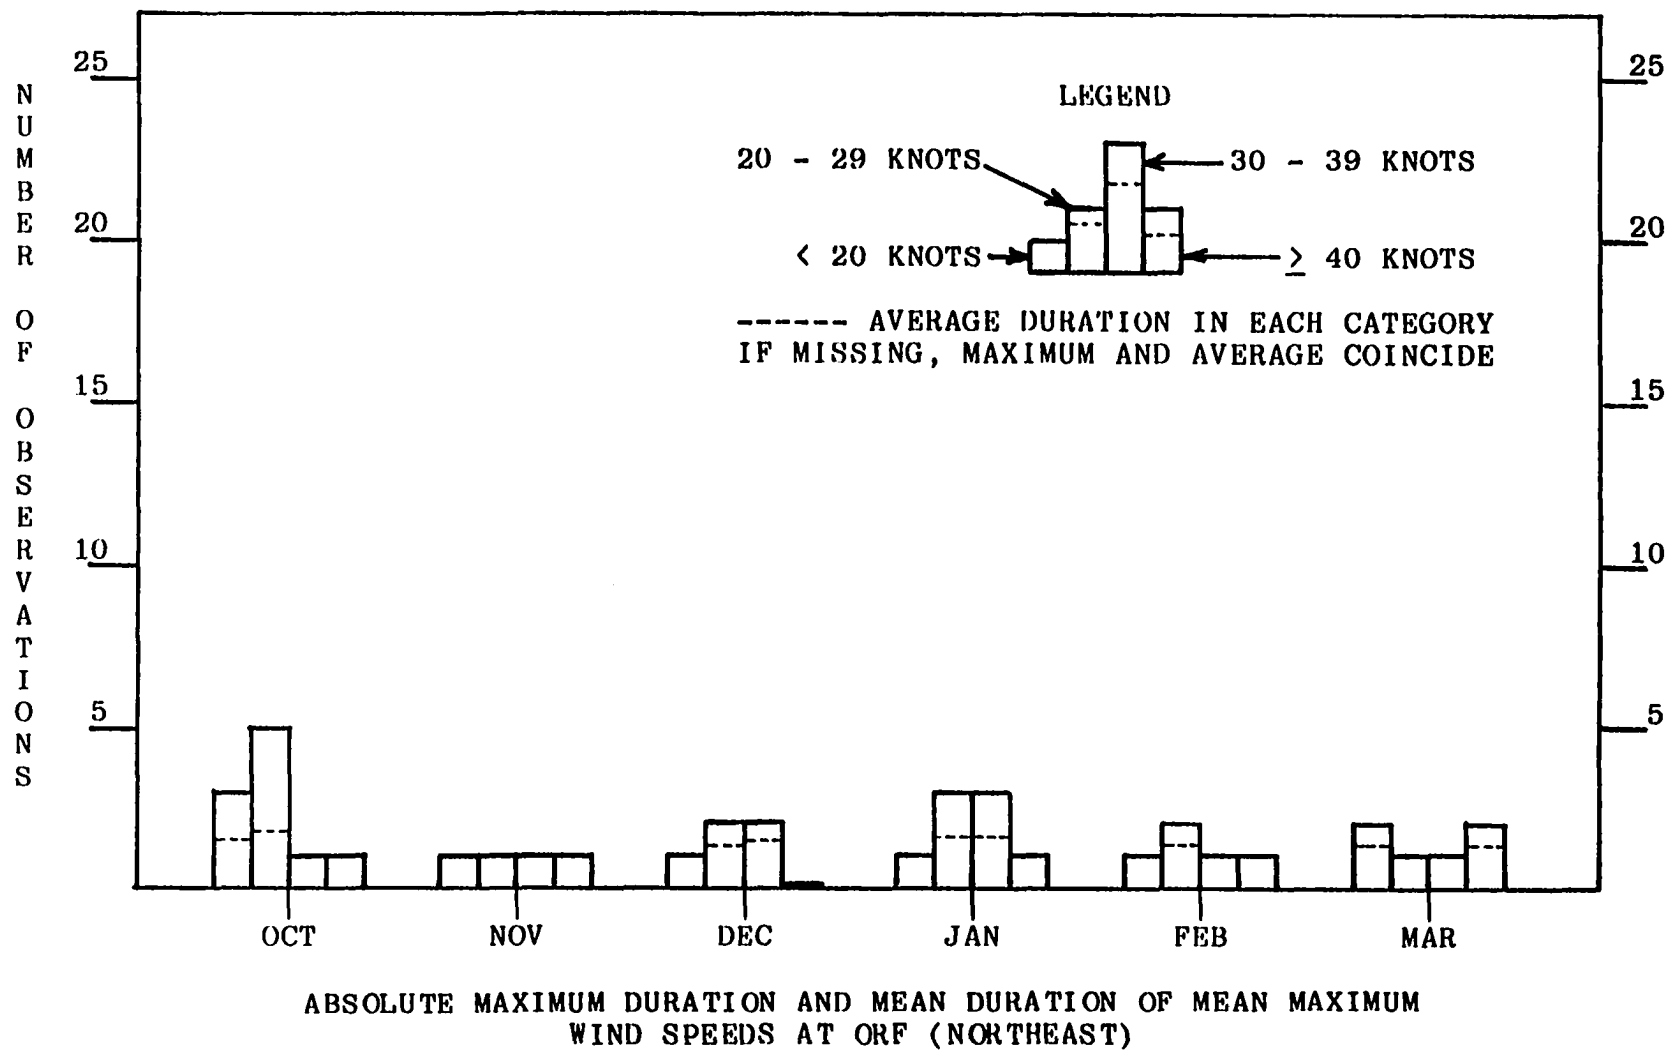 NUMBER OF OBSERVATIONS
25
20
15
10
5
LEGEND
20 - 29 KNOTS
30 - 39 KNOTS
< 20 KNOTS
≥ 40 KNOTS
------ AVERAGE DURATION IN EACH CATEGORY
IF MISSING, MAXIMUM AND AVERAGE COINCIDE
25
20
15
10
5
OCT NOV DEC JAN FEB MAR
ABSOLUTE MAXIMUM DURATION AND MEAN DURATION OF MEAN MAXIMUM
WIND SPEEDS AT ORF (NORTHEAST)